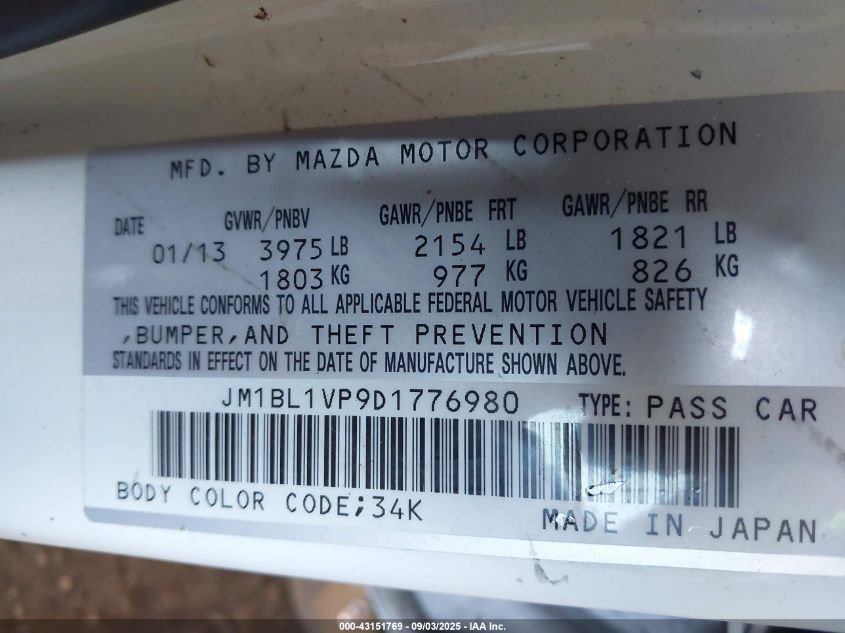 MFD. BY MAZDA MOTOR CORPORATION
DATE GVWR/PNBV GAWR/PNBE FRT GAWR/PNBE RR
01/13 3975 LB 2154 LB 1821 LB
1803 KG 977 KG 826 KG
THIS VEHICLE CONFORMS TO ALL APPLICABLE FEDERAL MOTOR VEHICLE SAFETY
,BUMPER,AND THEFT PREVENTION
STANDARDS IN EFFECT ON THE DATE OF MANUFACTURE SHOWN ABOVE.
JM1BL1VP9D1776980 TYPE: PASS CAR
BODY COLOR CODE;34K
MADE IN JAPAN
000-43151769 - 09/03/2025 - IAA Inc.